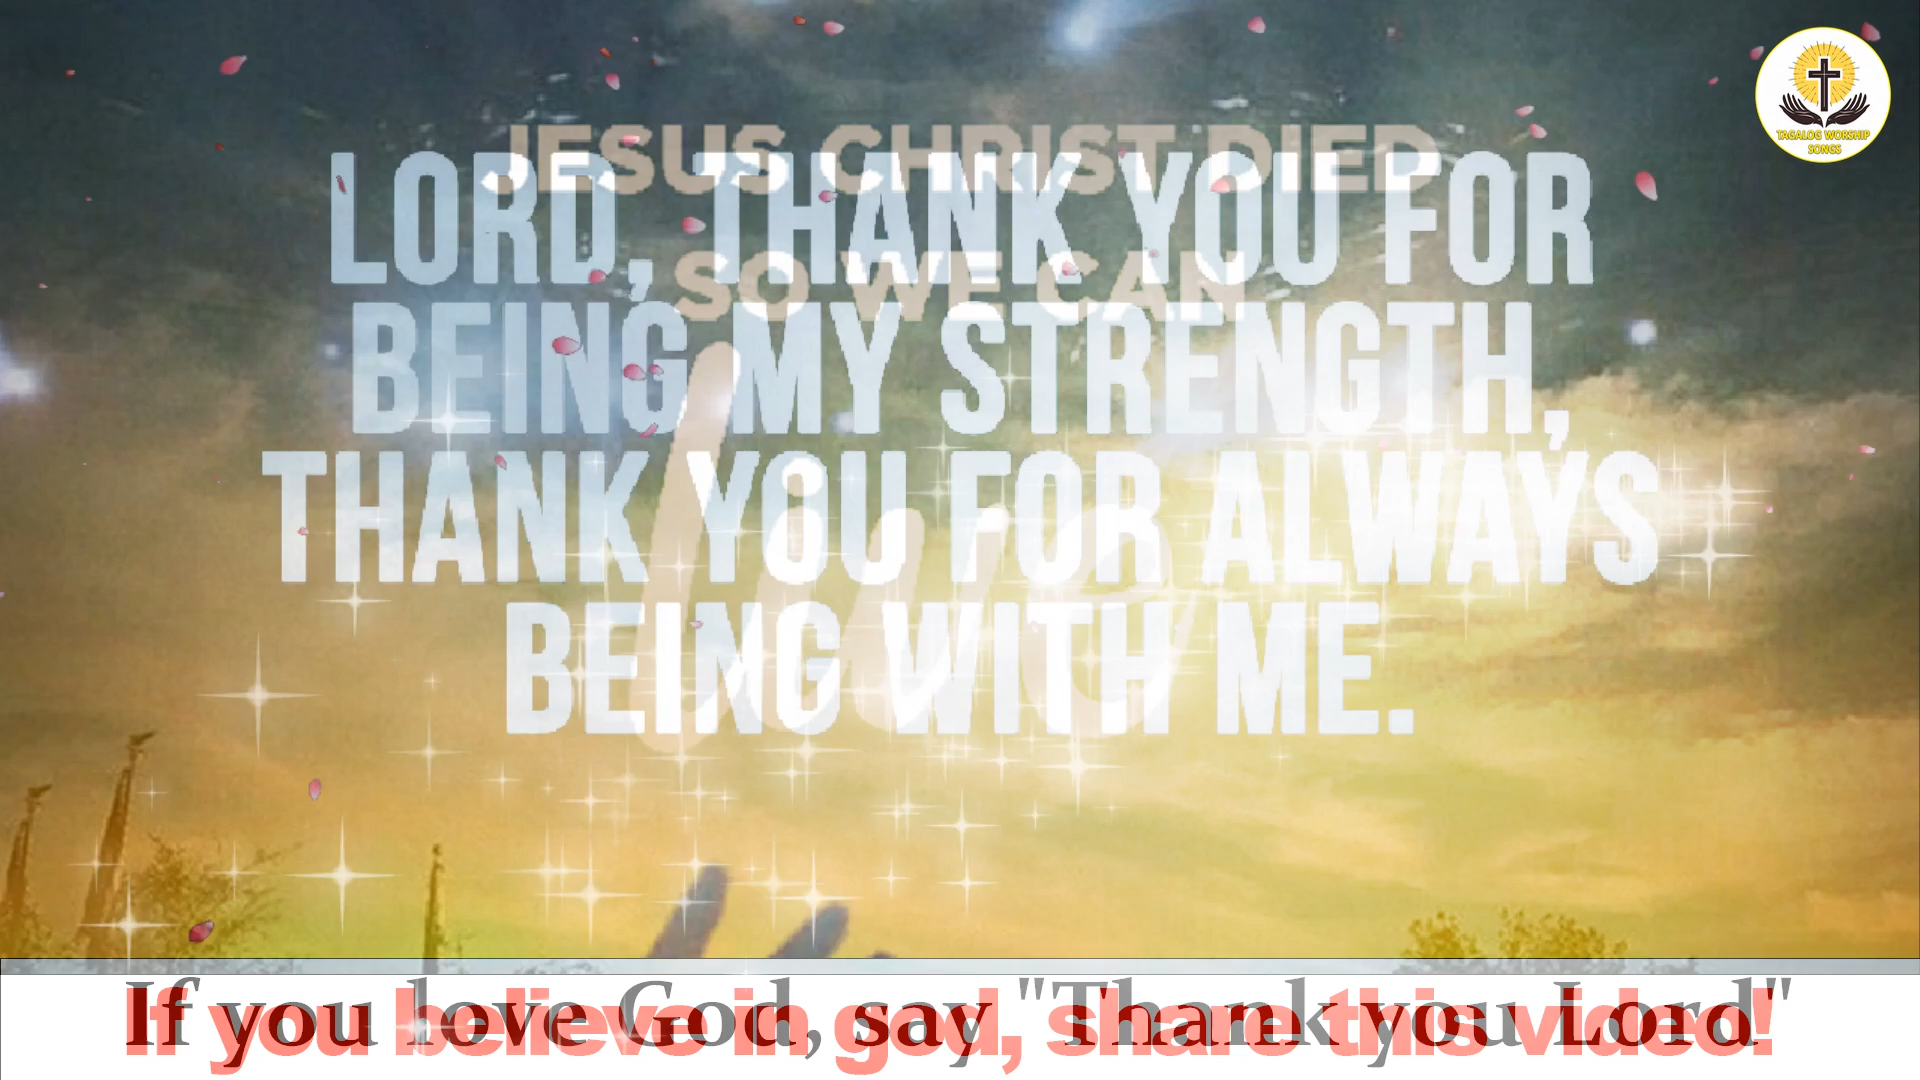 TAGALOG WORSHIP
SONGS
JESUS CHRIST DIED
SO WE CAN
live
LORD, THANK YOU FOR
BEING MY STRENGTH,
THANK YOU FOR ALWAYS
BEING WITH ME.
If you love God, say "Thank you Lord"
If you believe in god, share this video!